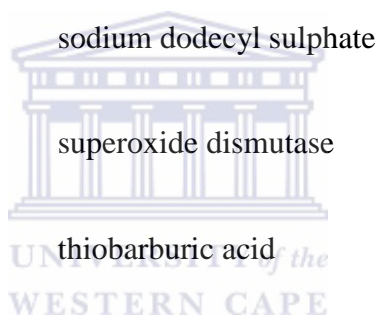 sodium dodecyl sulphate
superoxide dismutase
thiobarburic acid
UNIVERSITY of the
WESTERN CAPE